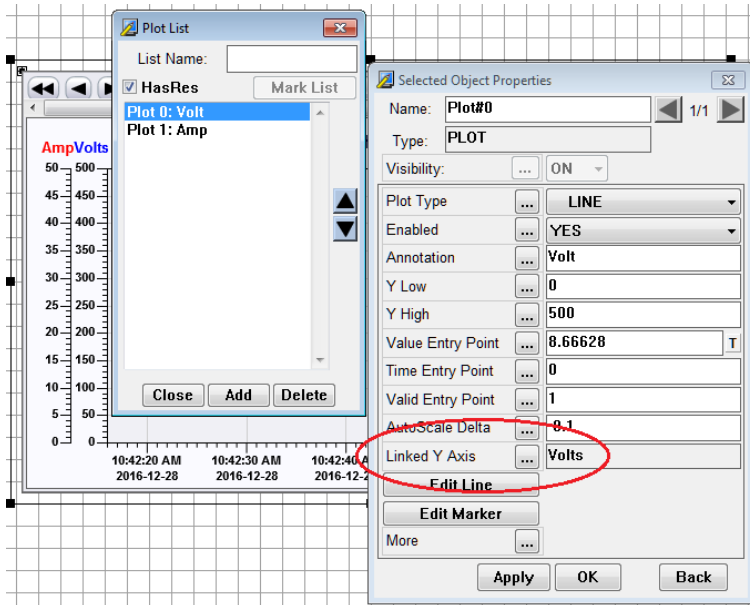 Plot List
List Name:
HasRes
Mark List
Plot 0: Volt
Plot 1: Amp
Close Add Delete
AmpVolts
50 500
45 450
40 400
35 350
30 300
25 250
20 200
15 150
10 100
5 50
0 0
10:42:20 AM 10:42:30 AM 10:42:40 A
2016-12-28 2016-12-28 2016-12-2
Selected Object Properties
Name: Plot#0 1/1
Type: PLOT
Visibility: ... ON
Plot Type ... LINE
Enabled ... YES
Annotation ... Volt
Y Low ... 0
Y High ... 500
Value Entry Point ... 8.66628 T
Time Entry Point ... 0
Valid Entry Point ... 1
AutoScale Delta ... -0.1
Linked Y Axis ... Volts
Edit Line
Edit Marker
More ...
Apply OK Back